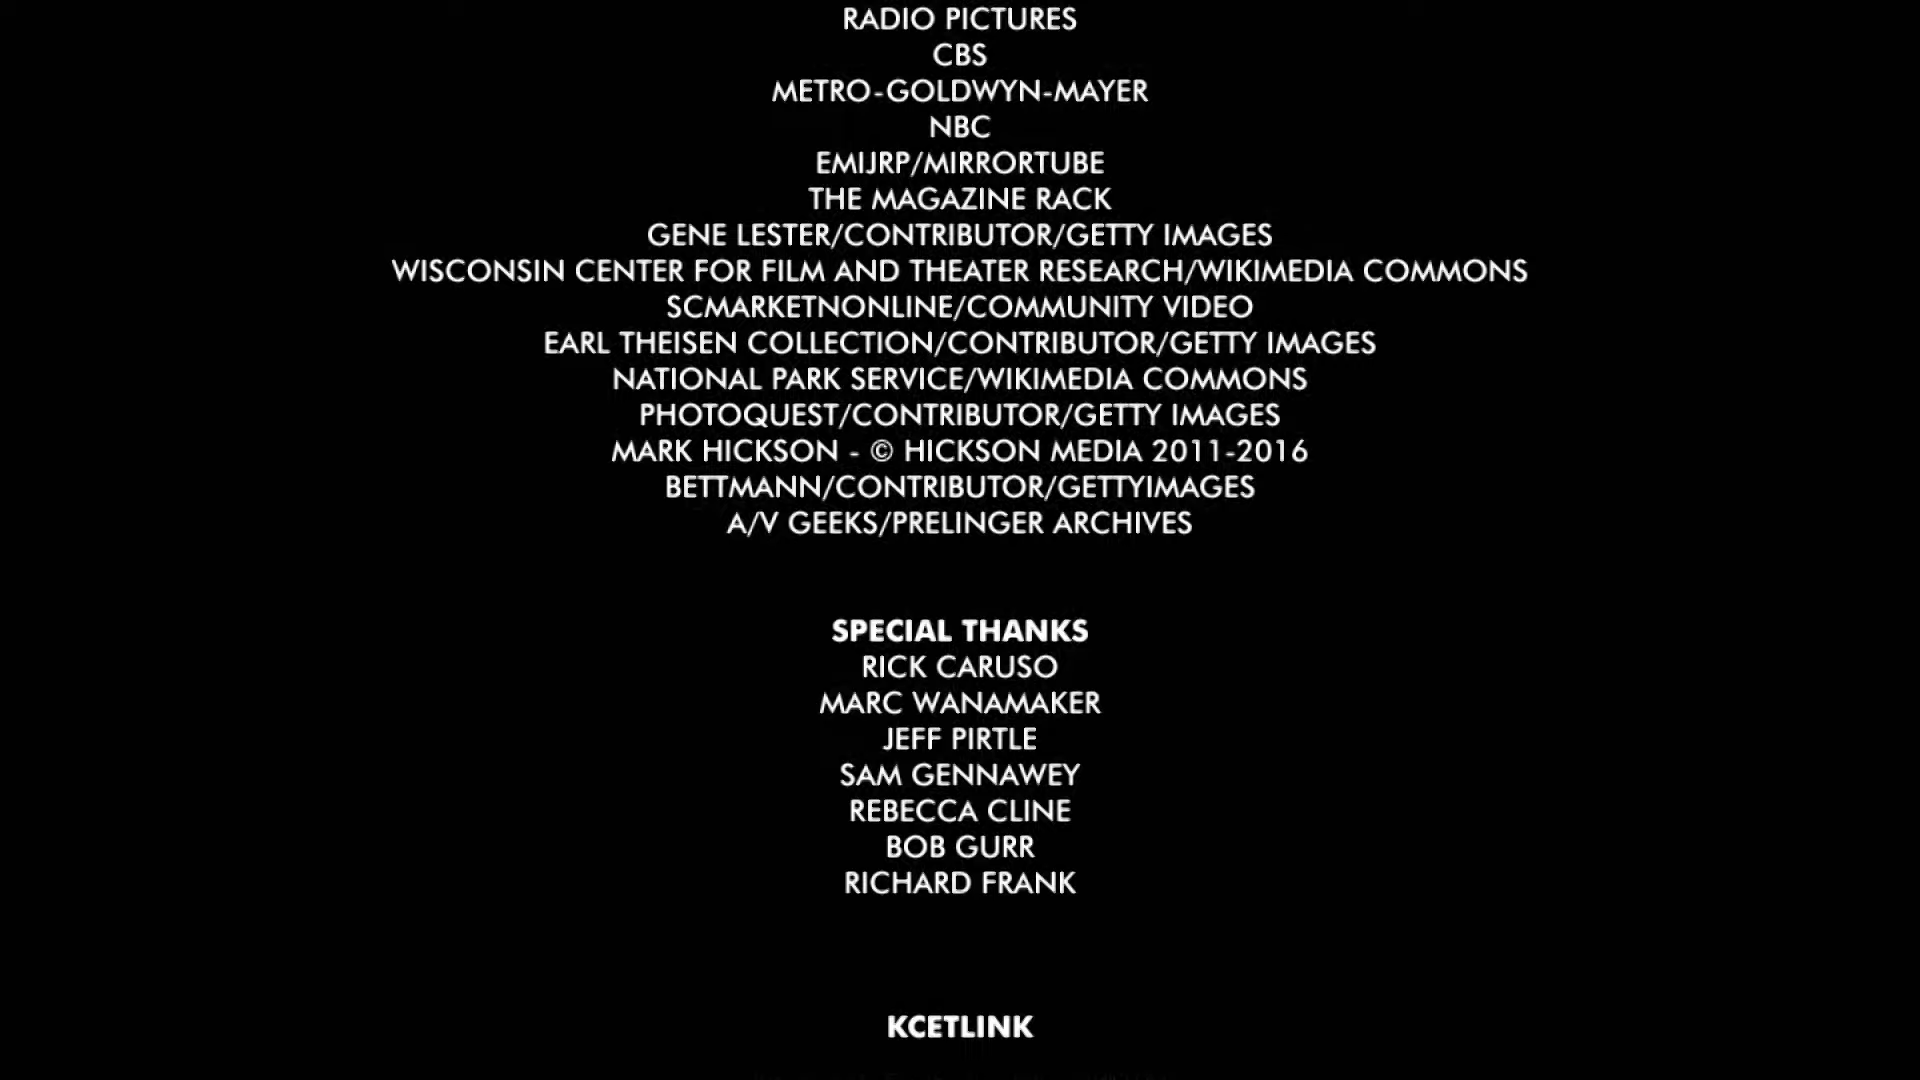 RADIO PICTURES
CBS
METRO-GOLDWYN-MAYER
NBC
EMIJRP/MIRRORTUBE
THE MAGAZINE RACK
GENE LESTER/CONTRIBUTOR/GETTY IMAGES
WISCONSIN CENTER FOR FILM AND THEATER RESEARCH/WIKIMEDIA COMMONS
SCMARKETNONLINE/COMMUNITY VIDEO
EARL THEISEN COLLECTION/CONTRIBUTOR/GETTY IMAGES
NATIONAL PARK SERVICE/WIKIMEDIA COMMONS
PHOTOQUEST/CONTRIBUTOR/GETTY IMAGES
MARK HICKSON - © HICKSON MEDIA 2011-2016
BETTMANN/CONTRIBUTOR/GETTYIMAGES
A/V GEEKS/PRELINGER ARCHIVES
SPECIAL THANKS
RICK CARUSO
MARC WANAMAKER
JEFF PIRTLE
SAM GENNAWEY
REBECCA CLINE
BOB GURR
RICHARD FRANK
KCETLINK